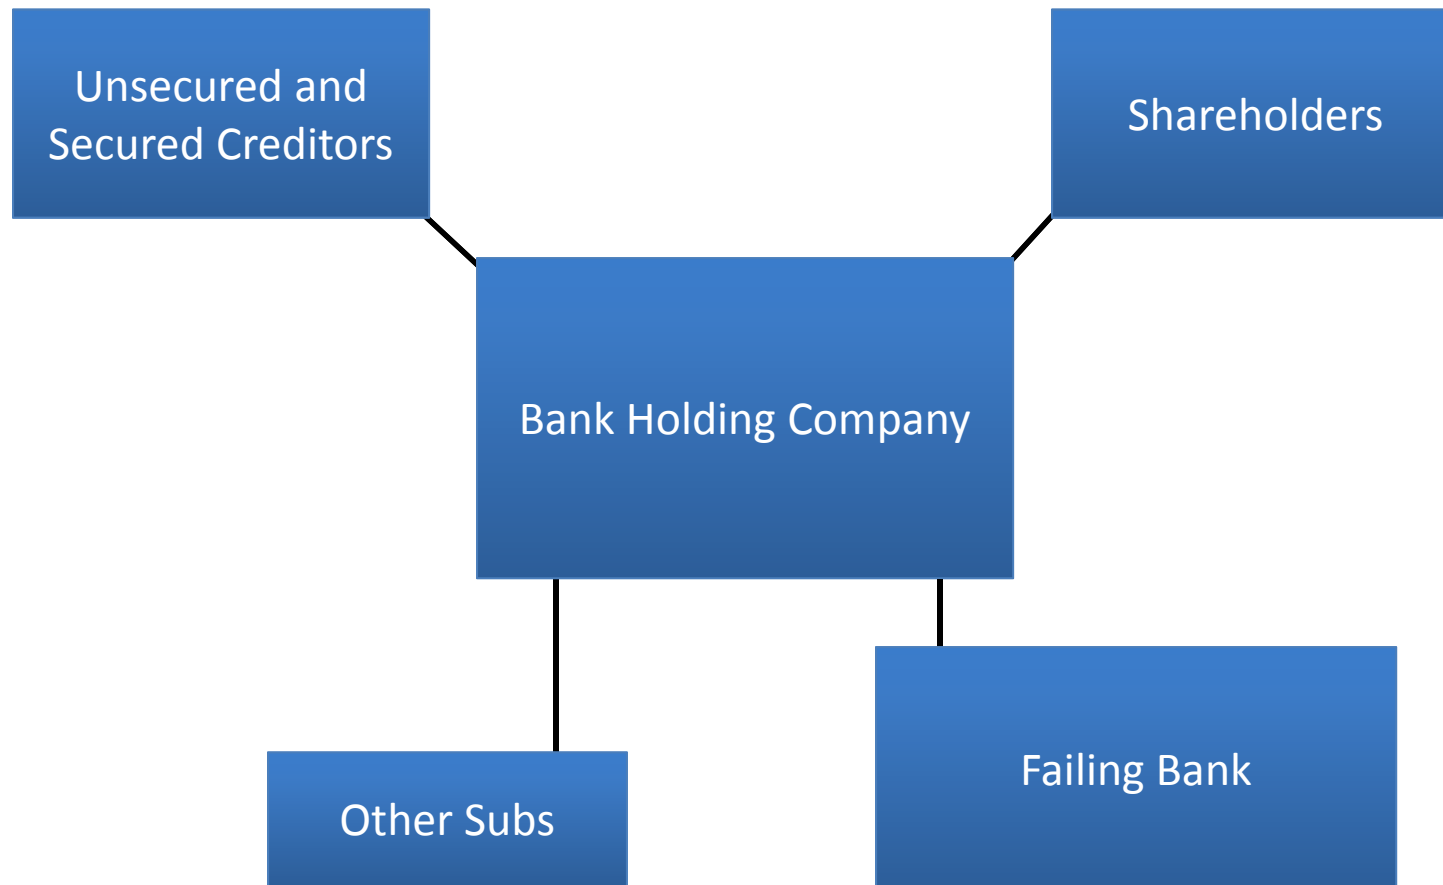 Unsecured and
Secured Creditors
Shareholders
Bank Holding Company
Failing Bank
Other Subs